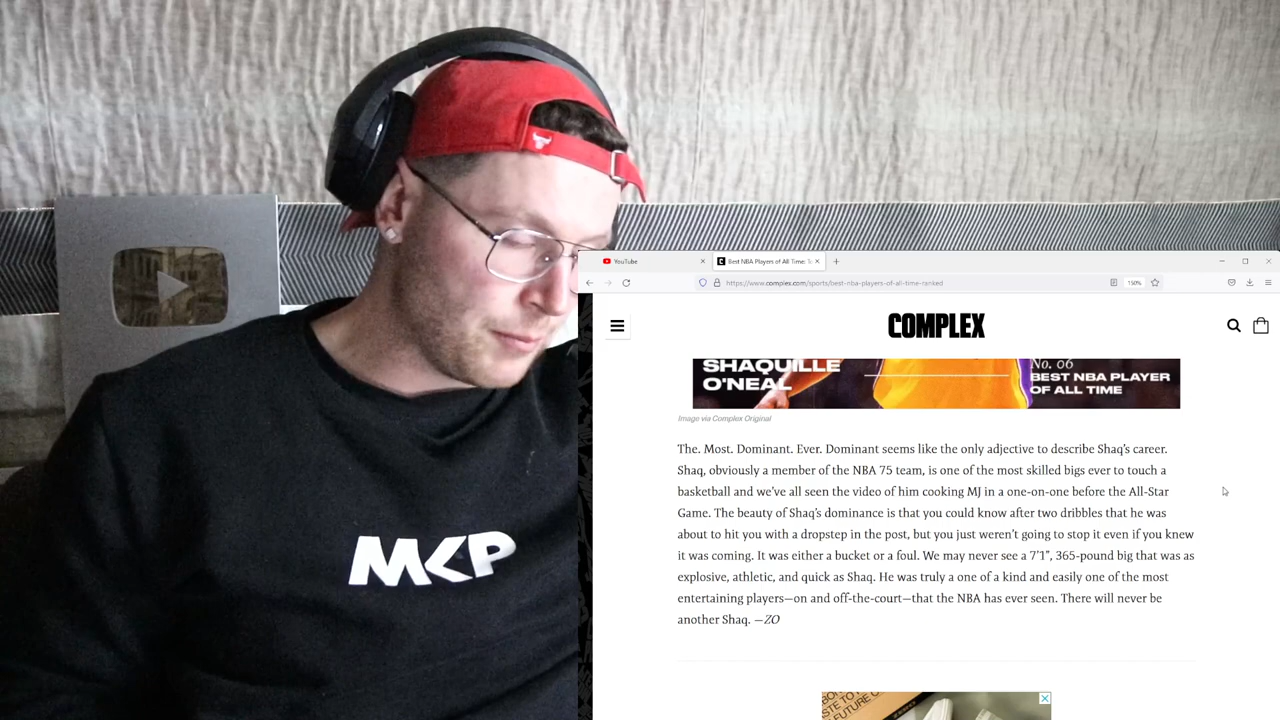 YouTube
Best NBA Players of All Time: To
https://www.complex.com/sports/best-nba-players-of-all-time-ranked
150%
COMPLEX
SHAQUILLE
O'NEAL
No. 06
BEST NBA PLAYER
OF ALL TIME
Image via Complex Original
The. Most. Dominant. Ever. Dominant seems like the only adjective to describe Shaq's career.
Shaq, obviously a member of the NBA 75 team, is one of the most skilled bigs ever to touch a
basketball and we've all seen the video of him cooking MJ in a one-on-one before the All-Star
Game. The beauty of Shaq's dominance is that you could know after two dribbles that he was
about to hit you with a dropstep in the post, but you just weren't going to stop it even if you knew
it was coming. It was either a bucket or a foul. We may never see a 7'1”, 365-pound big that was as
explosive, athletic, and quick as Shaq. He was truly a one of a kind and easily one of the most
entertaining players—on and off-the-court—that the NBA has ever seen. There will never be
another Shaq. —ZO
MCP